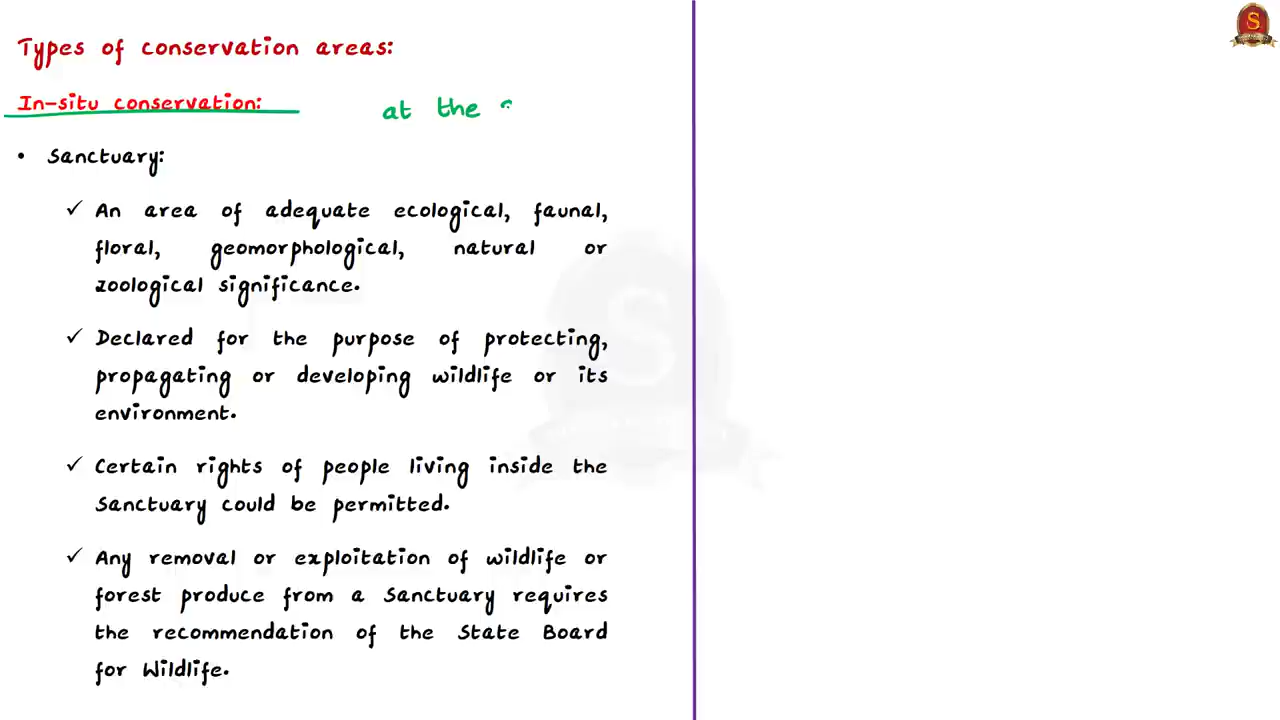 Types of conservation areas:
In-situ conservation: at the
• Sanctuary:
✓ An area of adequate ecological, faunal,
floral, geomorphological, natural or
zoological significance.
✓ Declared for the purpose of protecting,
propagating or developing wildlife or its
environment.
✓ Certain rights of people living inside the
Sanctuary could be permitted.
✓ Any removal or exploitation of wildlife or
forest produce from a Sanctuary requires
the recommendation of the State Board
for Wildlife.